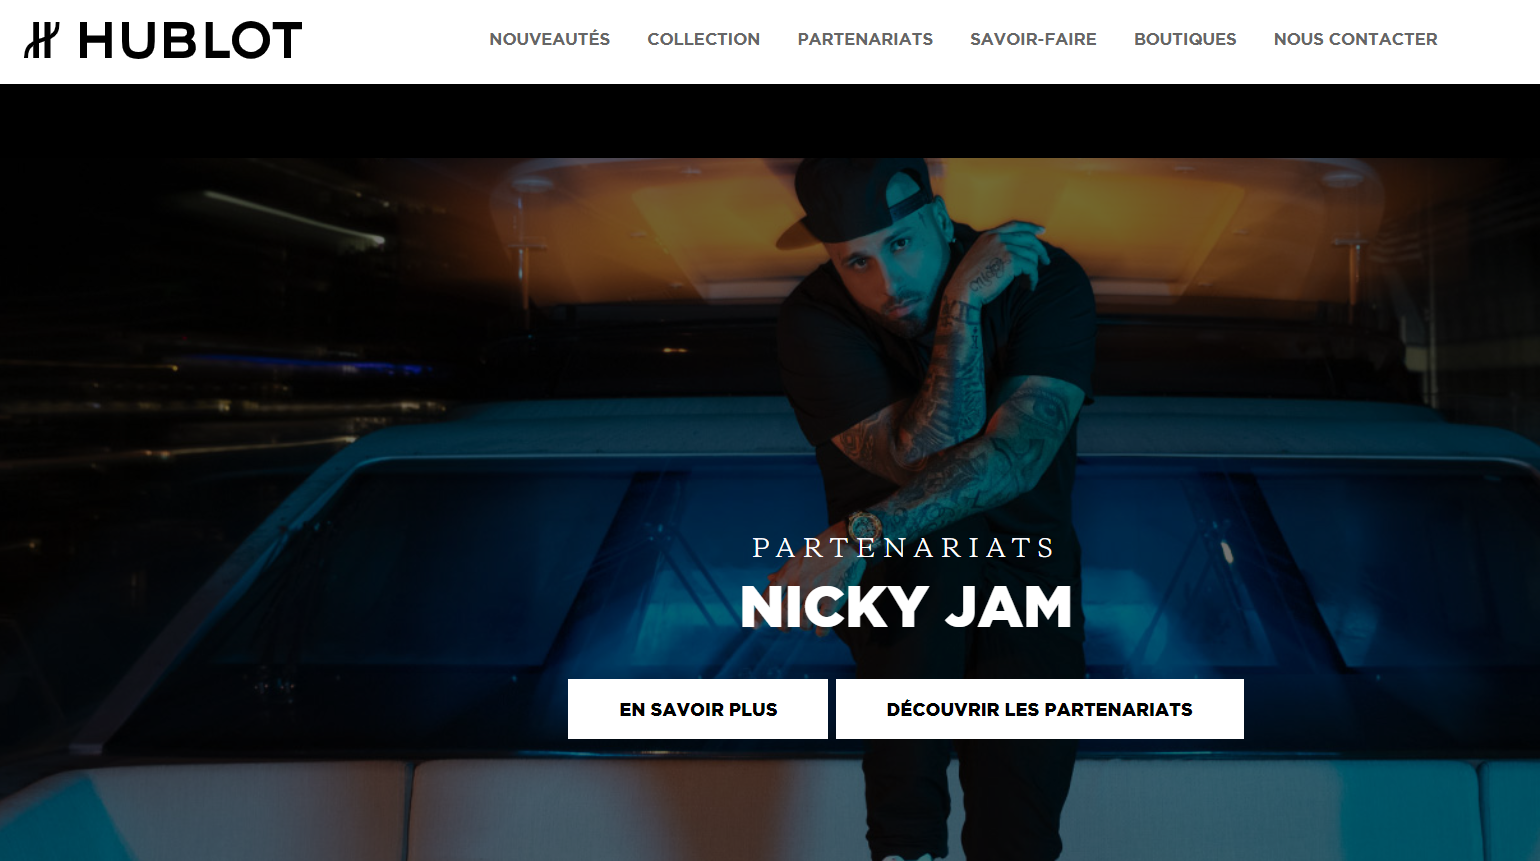 HUBLOT
NOUVEAUTÉS COLLECTION PARTENARIATS SAVOIR-FAIRE BOUTIQUES NOUS CONTACTER
PARTENARIATS
NICKY JAM
EN SAVOIR PLUS DÉCOUVRIR LES PARTENARIATS